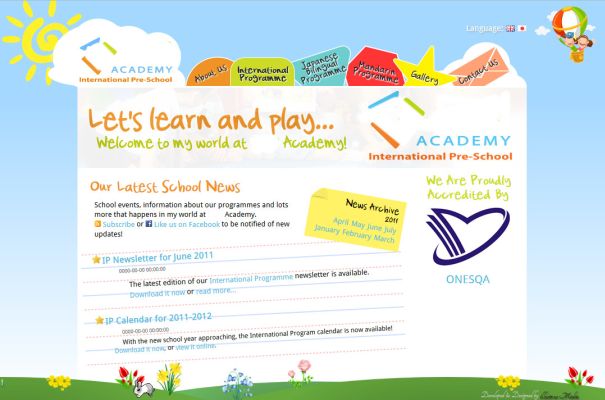 Language:
ACADEMY
International Pre-School
About Us
International
Programme
Japanese
Bilingual
Programme
Mandarin
Programme
Gallery
Contact Us
Let's learn and play...
Welcome to my world at Academy!
ACADEMY
International Pre-School
Our Latest School News
School events, information about our programmes and lots
more that happens in my world at Academy.
Subscribe or Like us on Facebook to be notified of new
updates!
News Archive
2011
April May June July
January February March
We Are Proudly
Accredited By
ONESQA
IP Newsletter for June 2011
0000-00-00 00:00:00
The latest edition of our International Programme newsletter is available.
Download it now or read more...
IP Calendar for 2011-2012
0000-00-00 00:00:00
With the new school year approaching, the International Program calendar is now available!
Download it now, or view it online.
!
Developed & Designed by